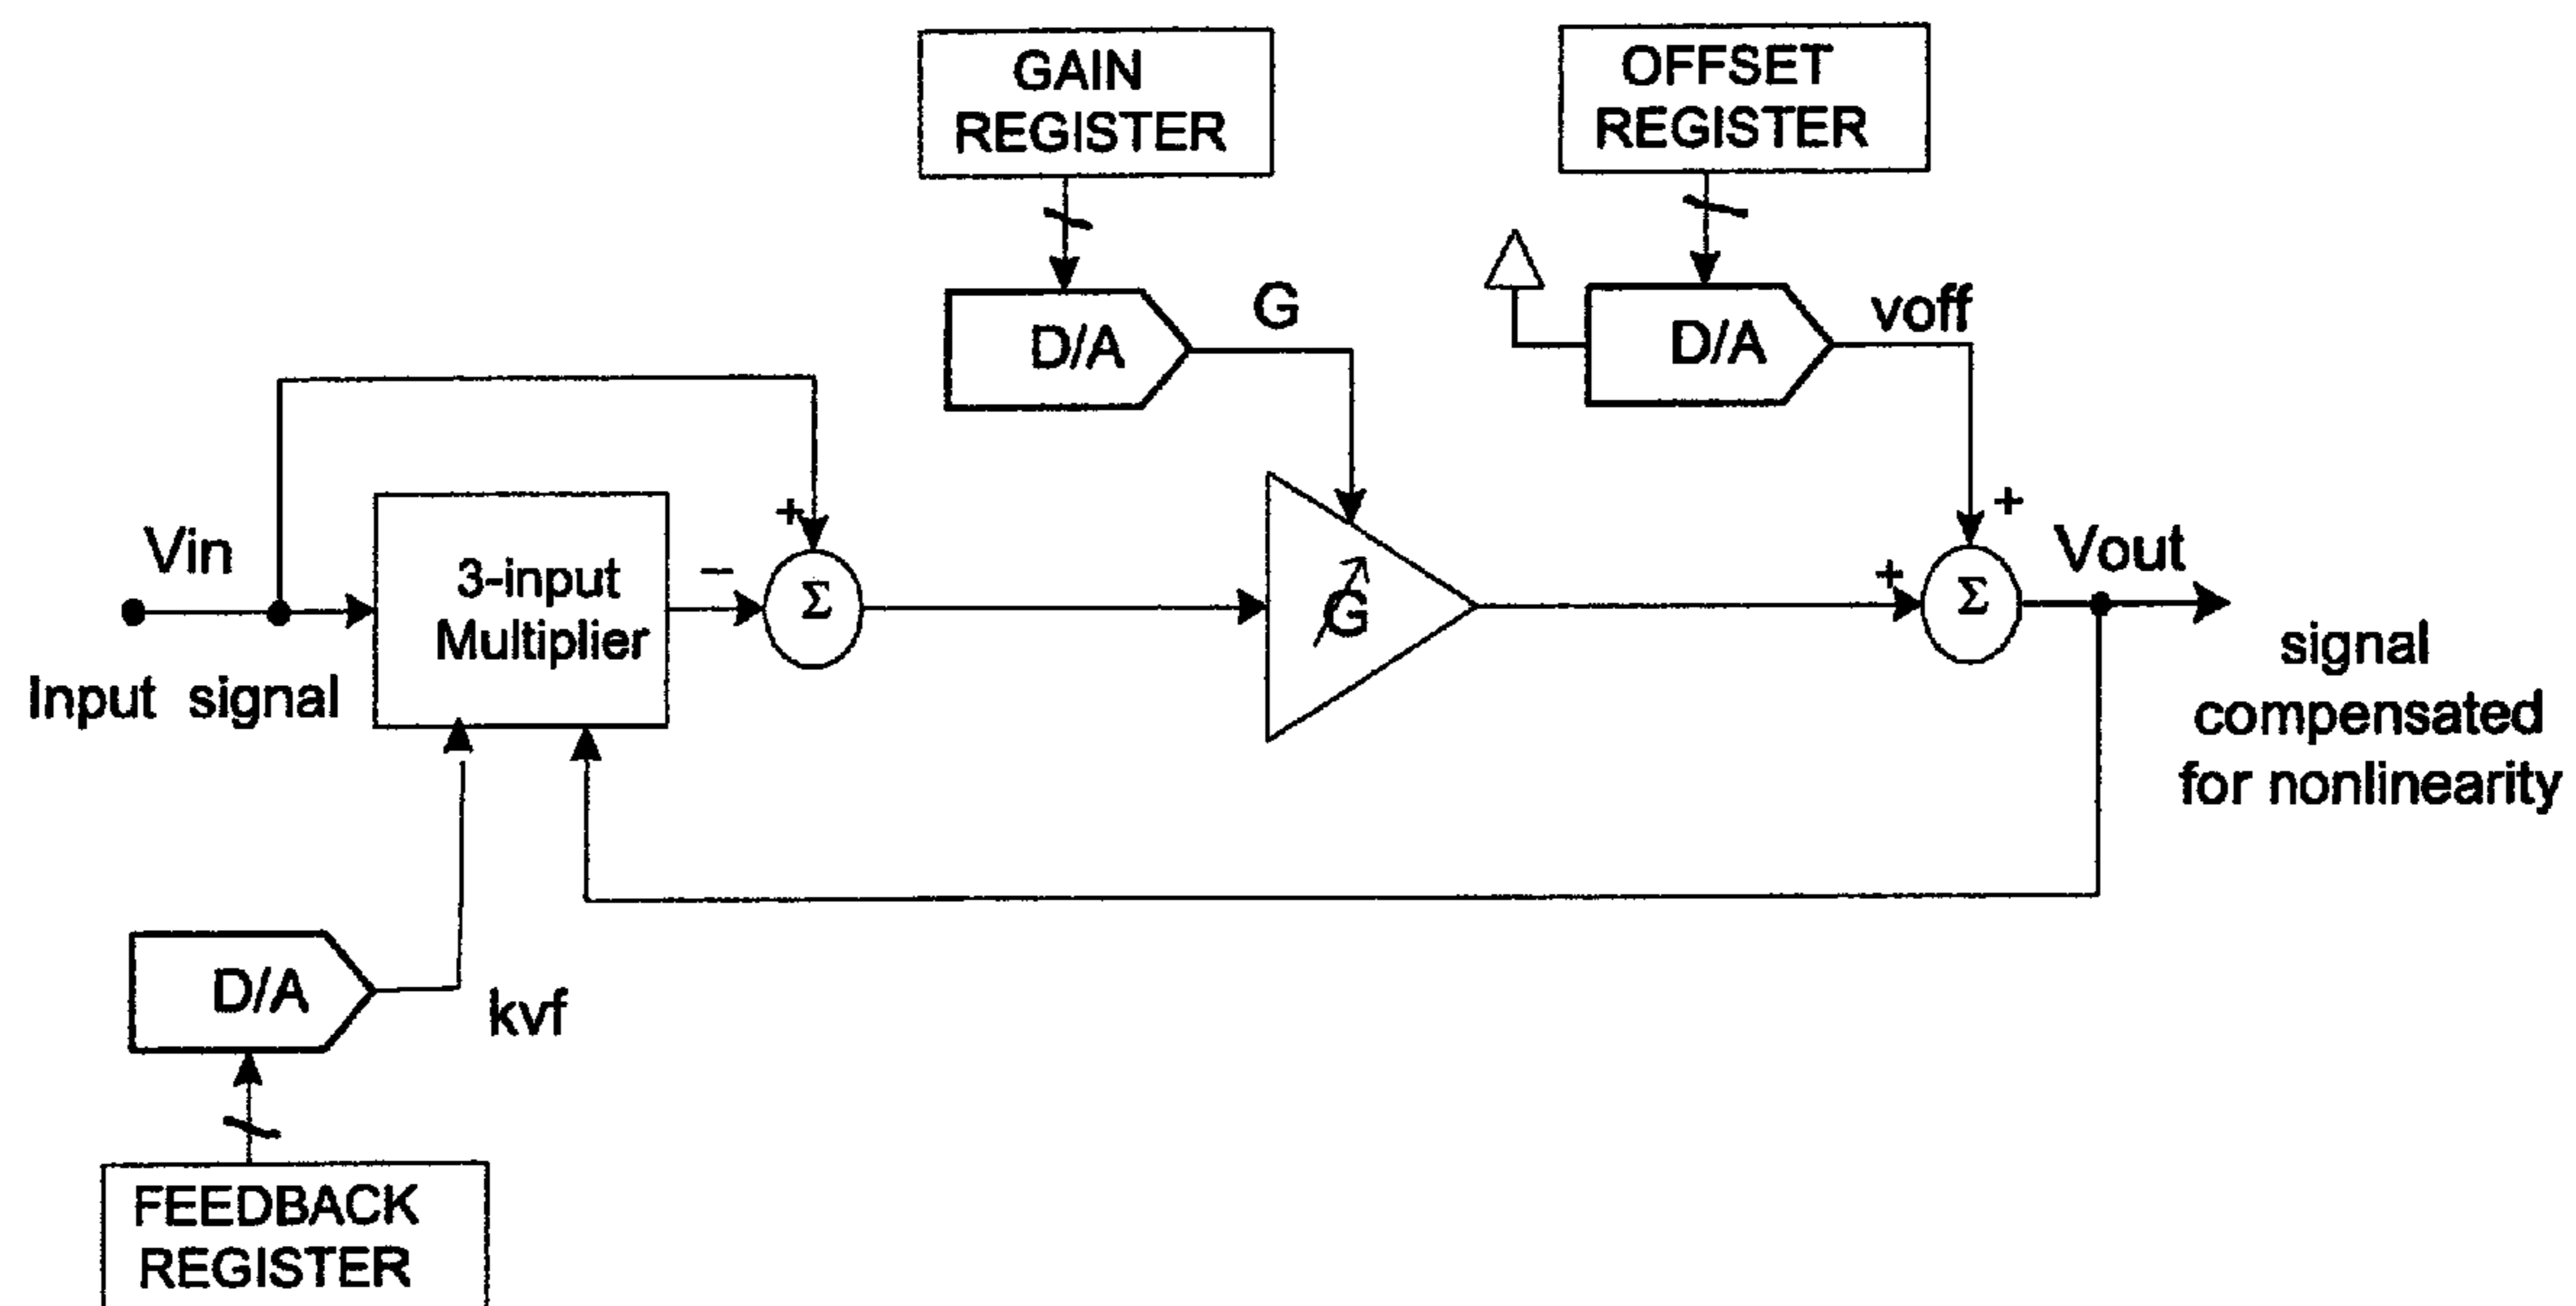 GAIN
REGISTER
OFFSET
REGISTER
D/A
G
D/A
voff
+
+
Vin
3-input
Multiplier
−
Σ
G
+
Σ
Vout
Input signal
signal
compensated
for nonlinearity
D/A
kvf
FEEDBACK
REGISTER